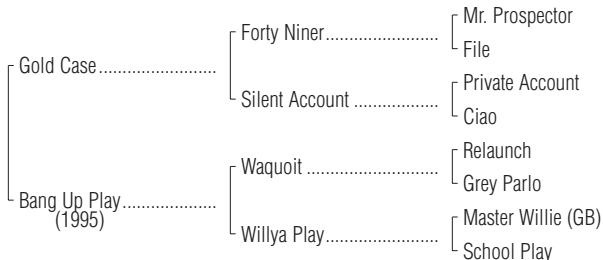 Mr. Prospector
Forty Niner
File
Gold Case
Private Account
Silent Account
Ciao
Relaunch
Waquoit
Grey Parlo
Bang Up Play
(1995)
Master Willie (GB)
Willya Play
School Play